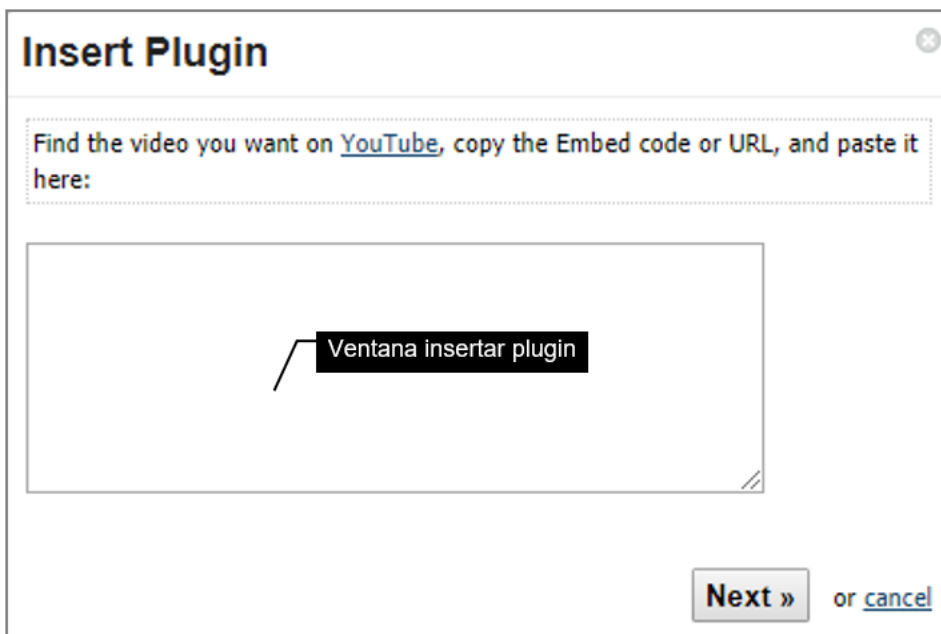 Insert Plugin
Find the video you want on YouTube, copy the Embed code or URL, and paste it
here:
Ventana insertar plugin
Next » or cancel